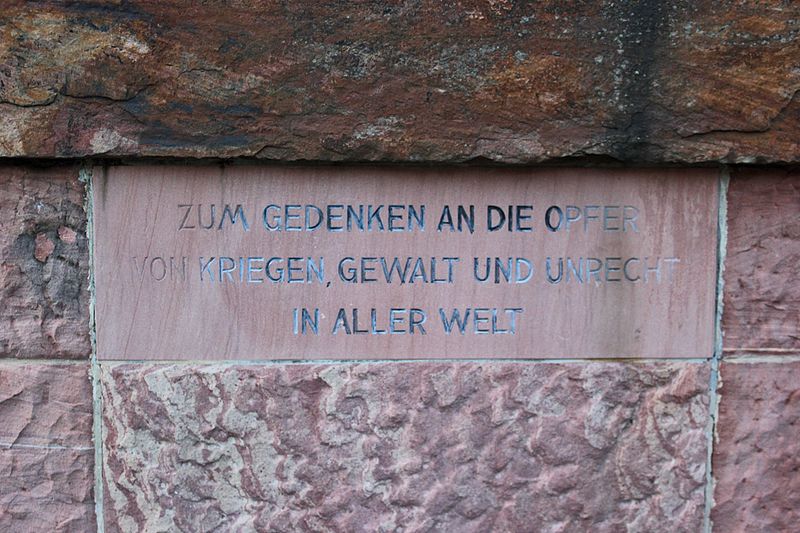 ZUM GEDENKEN AN DIE OPFER
VON KRIEGEN, GEWALT UND UNRECHT
IN ALLER WELT